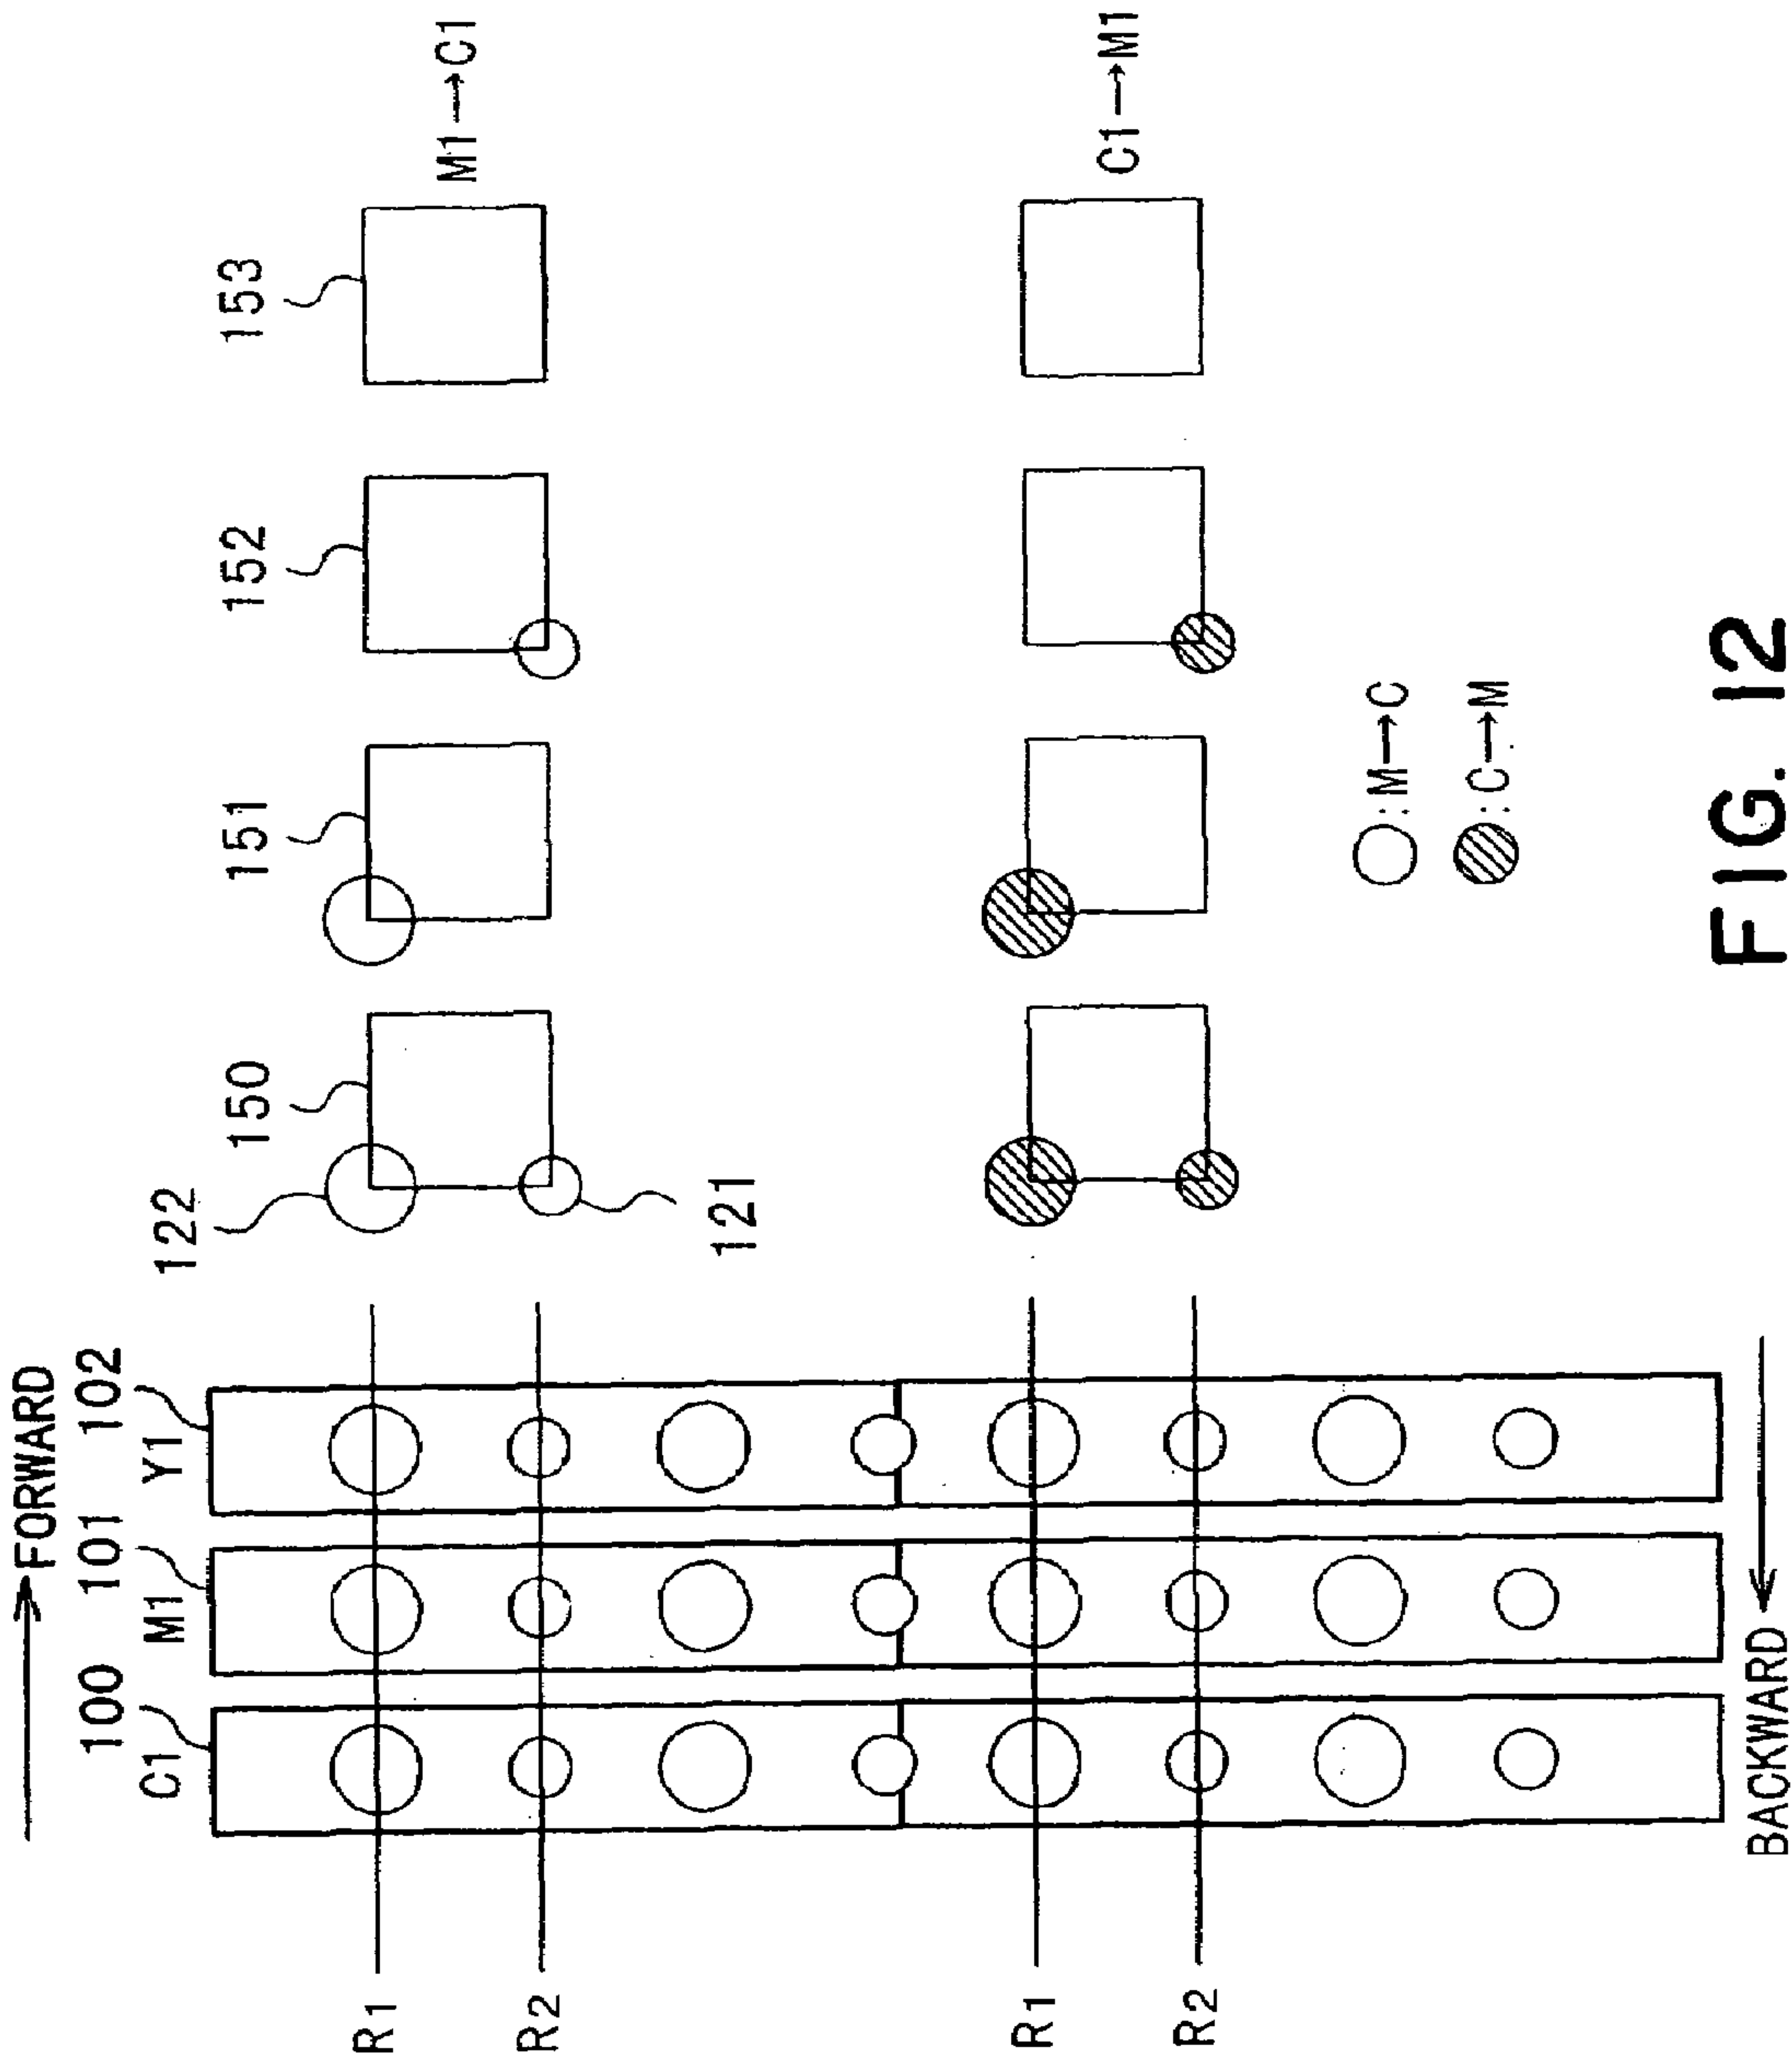 FORWARD
C1 M1 Y1
100 101 102
122 150 151 152 153
121
R1
R2
M1→C1
R1
R2
C1→M1
BACKWARD
:M→C
:C→M
FIG. 12